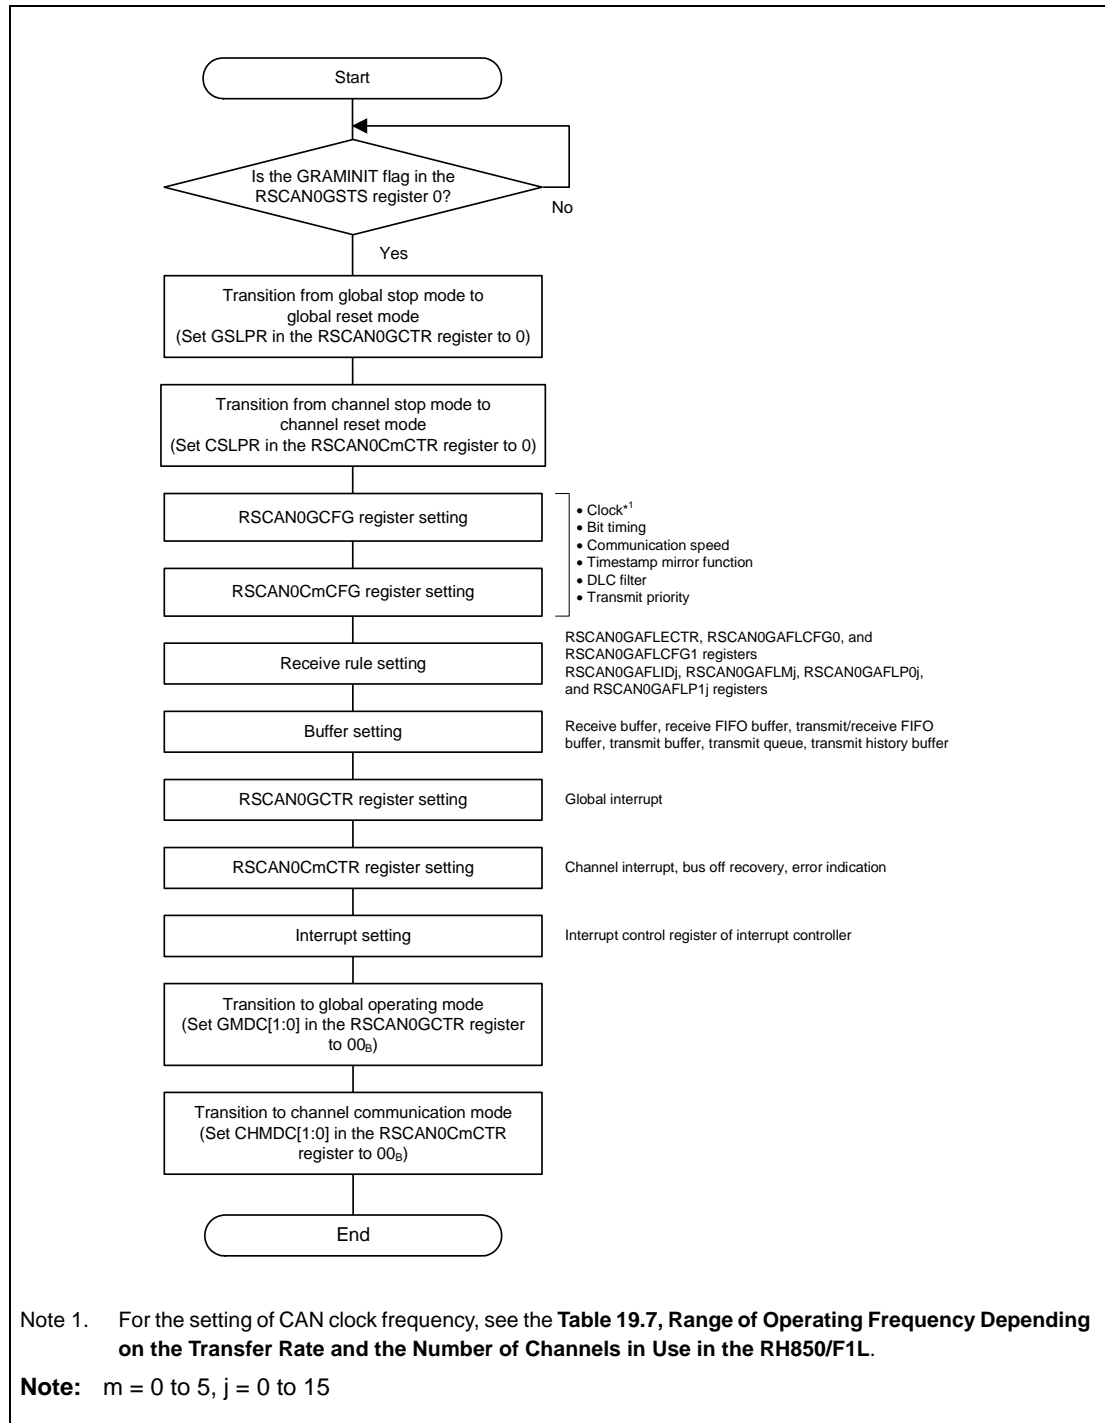 Start
Is the GRAMINIT flag in the
RSCAN0GSTS register 0?
No
Yes
Transition from global stop mode to
global reset mode
(Set GSLPR in the RSCAN0GCTR register to 0)
Transition from channel stop mode to
channel reset mode
(Set CSLPR in the RSCAN0CmCTR register to 0)
RSCAN0GCFG register setting
RSCAN0CmCFG register setting
• Clock*1
• Bit timing
• Communication speed
• Timestamp mirror function
• DLC filter
• Transmit priority
Receive rule setting
RSCAN0GAFLECTR, RSCAN0GAFLCFG0, and
RSCAN0GAFLCFG1 registers
RSCAN0GAFLIDj, RSCAN0GAFLMj, RSCAN0GAFLP0j,
and RSCAN0GAFLP1j registers
Buffer setting
Receive buffer, receive FIFO buffer, transmit/receive FIFO
buffer, transmit buffer, transmit queue, transmit history buffer
RSCAN0GCTR register setting
Global interrupt
RSCAN0CmCTR register setting
Channel interrupt, bus off recovery, error indication
Interrupt setting
Interrupt control register of interrupt controller
Transition to global operating mode
(Set GMDC[1:0] in the RSCAN0GCTR register
to 00B)
Transition to channel communication mode
(Set CHMDC[1:0] in the RSCAN0CmCTR
register to 00B)
End
Note 1. For the setting of CAN clock frequency, see the Table 19.7, Range of Operating Frequency Depending
on the Transfer Rate and the Number of Channels in Use in the RH850/F1L.
Note: m = 0 to 5, j = 0 to 15